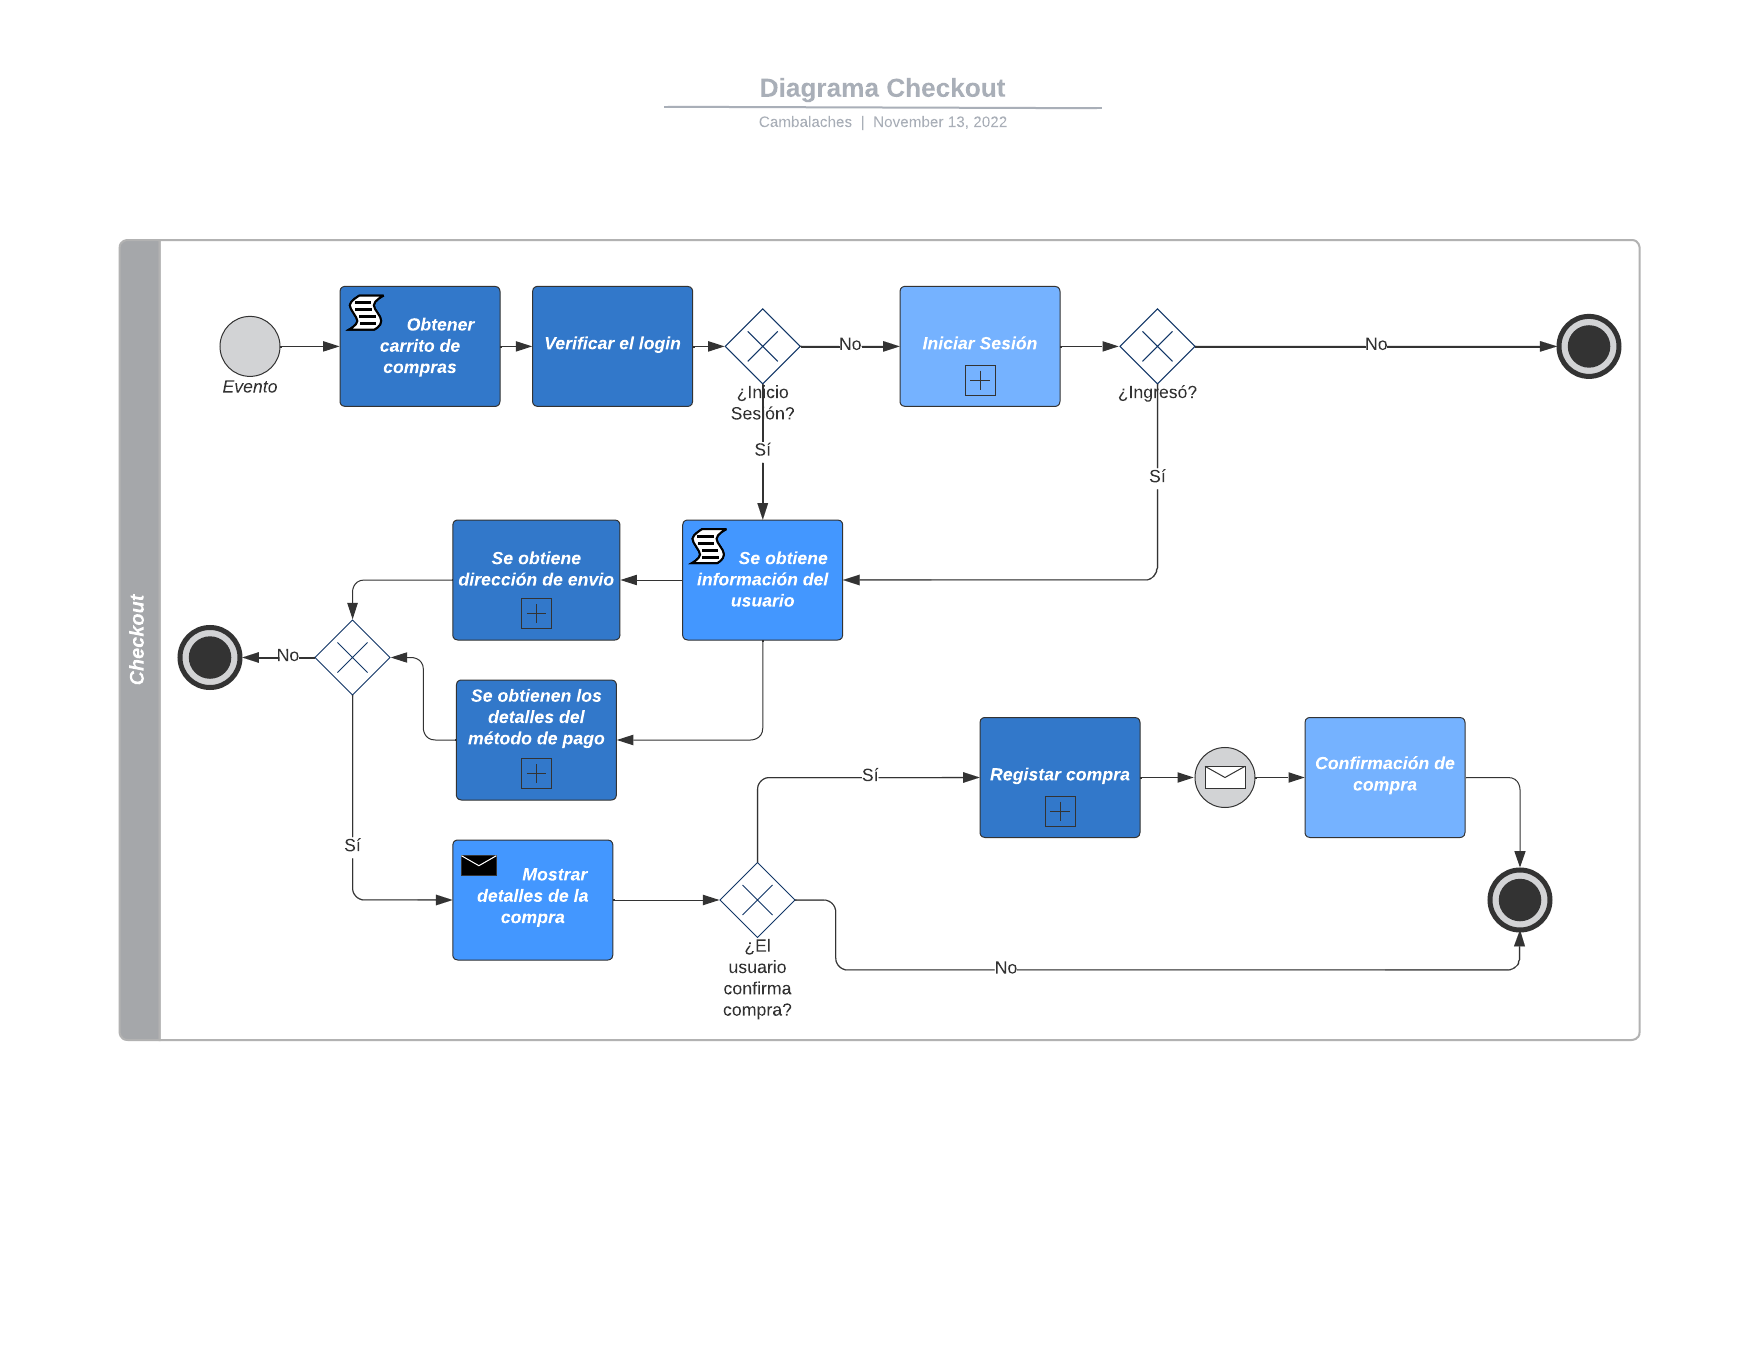 Diagrama Checkout
Cambalaches | November 13, 2022
Checkout
Evento
Obtener
carrito de
compras
Verificar el login
¿Inicio
Sesión?
No
Sí
Iniciar Sesión
¿Ingresó?
No
Sí
Se obtiene
información del
usuario
Se obtiene
dirección de envio
Se obtienen los
detalles del
método de pago
No
Sí
Mostrar
detalles de la
compra
¿El
usuario
confirma
compra?
Sí
No
Registar compra
Confirmación de
compra